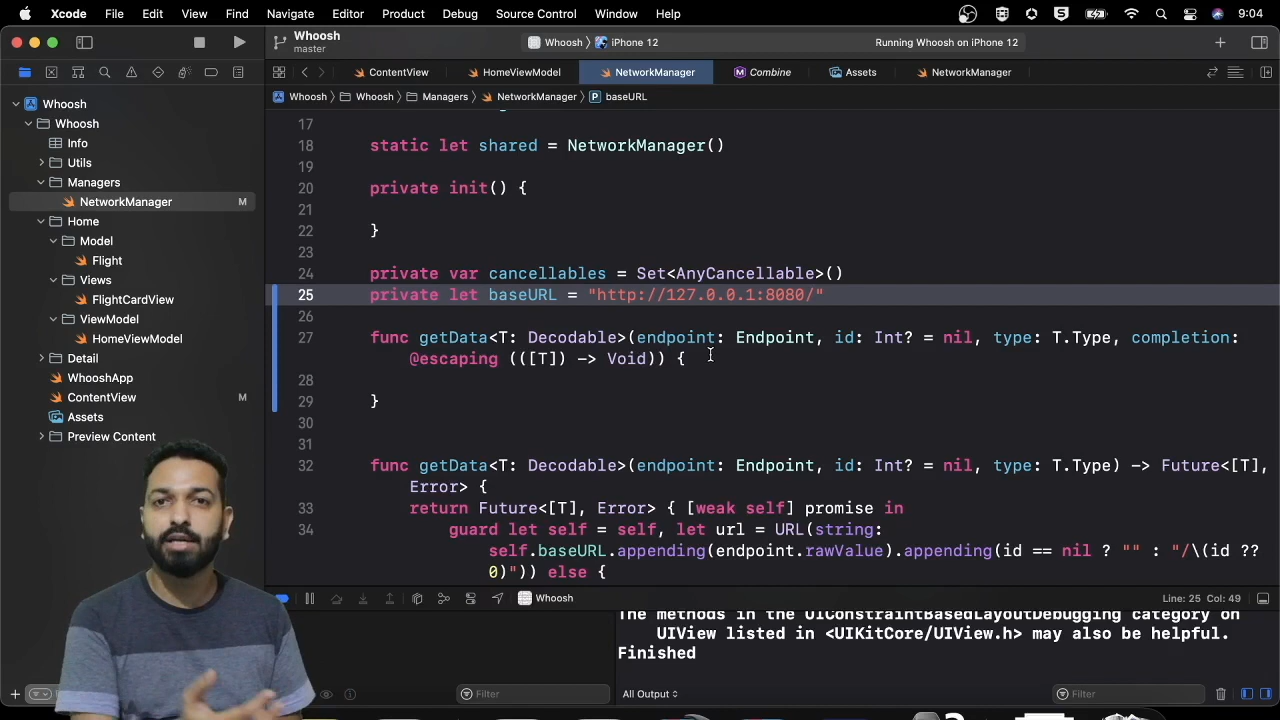 Xcode File Edit View Find Navigate Editor Product Debug Source Control Window Help 9:04
Whoosh
master
Whoosh iPhone 12
Running Whoosh on iPhone 12
ContentView HomeViewModel NetworkManager Combine Assets NetworkManager
Whoosh Whoosh Managers NetworkManager P baseURL
Whoosh
Whoosh
Info
Utils
Managers
NetworkManager M
Home
Model
Flight
Views
FlightCardView
ViewModel
HomeViewModel
Detail
WhooshApp
ContentView M
Assets
Preview Content
17
18 static let shared = NetworkManager()
19
20 private init() {
21
22 }
23
24 private var cancellables = Set<AnyCancellable>()
25 private let baseURL = "http://127.0.0.1:8080/"
26
27 func getData<T: Decodable>(endpoint: Endpoint, id: Int? = nil, type: T.Type, completion:
@escaping (([T]) -> Void)) {
28
29 }
30
31
32 func getData<T: Decodable>(endpoint: Endpoint, id: Int? = nil, type: T.Type) -> Future<[T],
Error> {
33 return Future<[T], Error> { [weak self] promise in
34 guard let self = self, let url = URL(string:
self.baseURL.appending(endpoint.rawValue).appending(id == nil ? "" : "/\(id ??
0)")) else {
Whoosh
Line: 25 Col: 49
The methods in the UIConstraintBasedLayoutDebugging category on
UIView listed in <UIKitCore/UIView.h> may also be helpful.
Finished
Filter
All Output
Filter